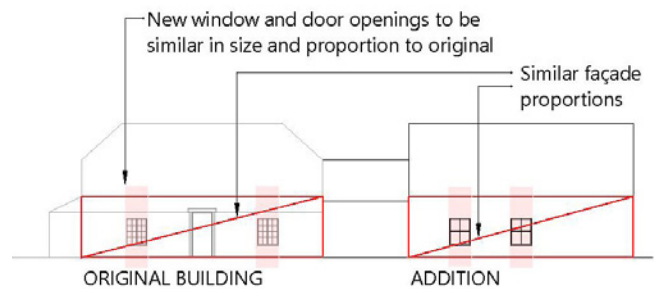 New window and door openings to be
similar in size and proportion to original
Similar façade
proportions
ORIGINAL BUILDING
ADDITION